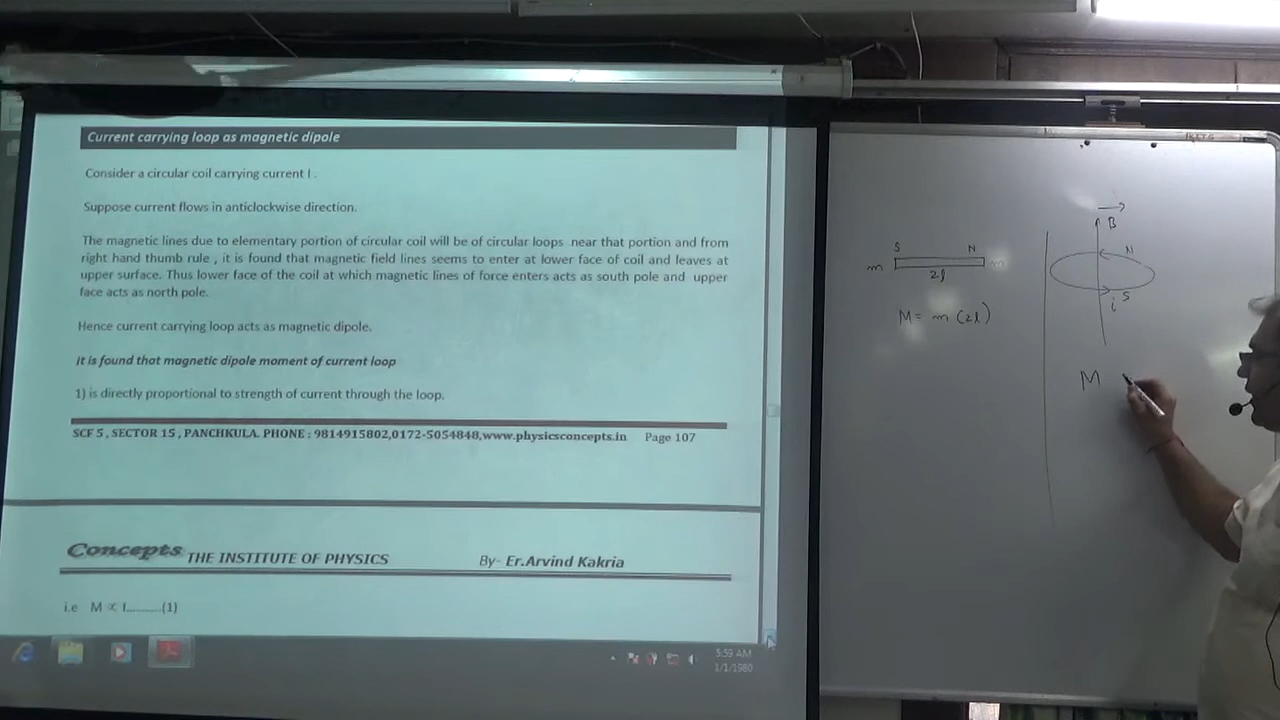 Current carrying loop as magnetic dipole
Consider a circular coil carrying current I .
Suppose current flows in anticlockwise direction.
The magnetic lines due to elementary portion of circular coil will be of circular loops near that portion and from
right hand thumb rule , it is found that magnetic field lines seems to enter at lower face of coil and leaves at
upper surface. Thus lower face of the coil at which magnetic lines of force enters acts as south pole and upper
face acts as north pole.
Hence current carrying loop acts as magnetic dipole.
It is found that magnetic dipole moment of current loop
1) is directly proportional to strength of current through the loop.
SCF 5 , SECTOR 15 , PANCHKULA. PHONE : 9814915802,0172-5054848,www.physicsconcepts.in Page 107
Concepts THE INSTITUTE OF PHYSICS By- Er.Arvind Kakria
i.e M ∝ I...........(1)
5:59 AM
1/1/1980
S N
m m
2l
M = m (2l)
B
N
S
i
M